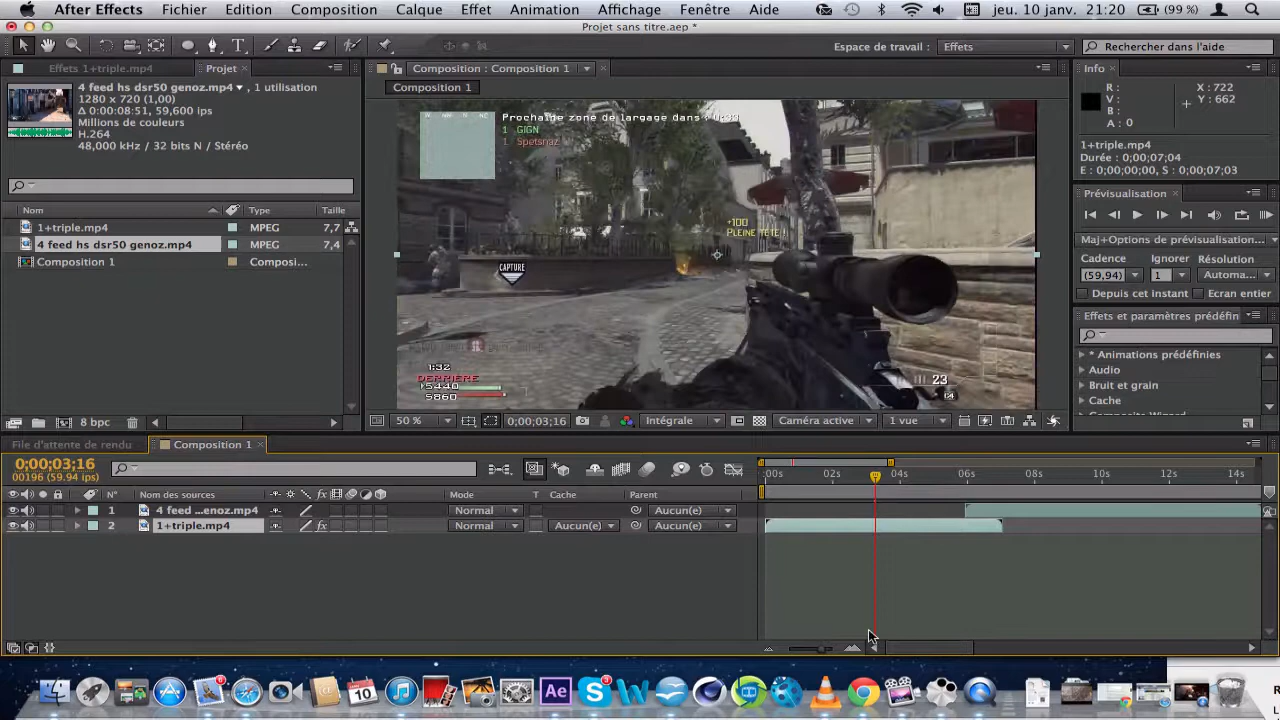 After Effects Fichier Edition Composition Calque Effet Animation Affichage Fenêtre Aide (99 %) jeu. 10 janv. 21:20
Projet sans titre.aep *
Espace de travail : Effets Rechercher dans l'aide
Effets 1+triple.mp4 Projet Composition : Composition 1 Info
4 feed hs dsr50 genoz.mp4 , 1 utilisation
1280 x 720 (1,00)
Δ 0:00:08:51, 59,600 ips
Millions de couleurs
H.264
48,000 kHz / 32 bits N / Stéréo
Composition 1
R :
V :
B :
A : 0
X : 722
Y : 662
1+triple.mp4
Durée : 0;00;07;04
E : 0;00;00;00, S : 0;00;07;03
Prochaine zone de largage dans :
1 GIGN
1 Spetsnaz
+100
PLEINE TETE !
CAPTURE
1:32
DERRIÈRE
5440
5860
23
Nom Type Taille
1+triple.mp4 MPEG 7,7
4 feed hs dsr50 genoz.mp4 MPEG 7,4
Composition 1 Composi...
Prévisualisation
Maj+Options de prévisualisation...
Cadence Ignorer Résolution
(59.94) 1 Automa...
Depuis cet instant Ecran entier
Effets et paramètres prédéfin
* Animations prédéfinies
Audio
Bruit et grain
Cache
8 bpc
50 % 0;00;03;16 Intégrale Caméra active 1 vue
File d'attente de rendu Composition 1
0;00;03;16
00196 (59.94 ips)
N° Nom des sources fx Mode T Cache Parent
:00s 02s 04s 06s 08s 10s 12s 14s
1 4 feed ...enoz.mp4 Normal Aucun(e)
2 1+triple.mp4 fx Normal Aucun(e) Aucun(e)
10
Ae